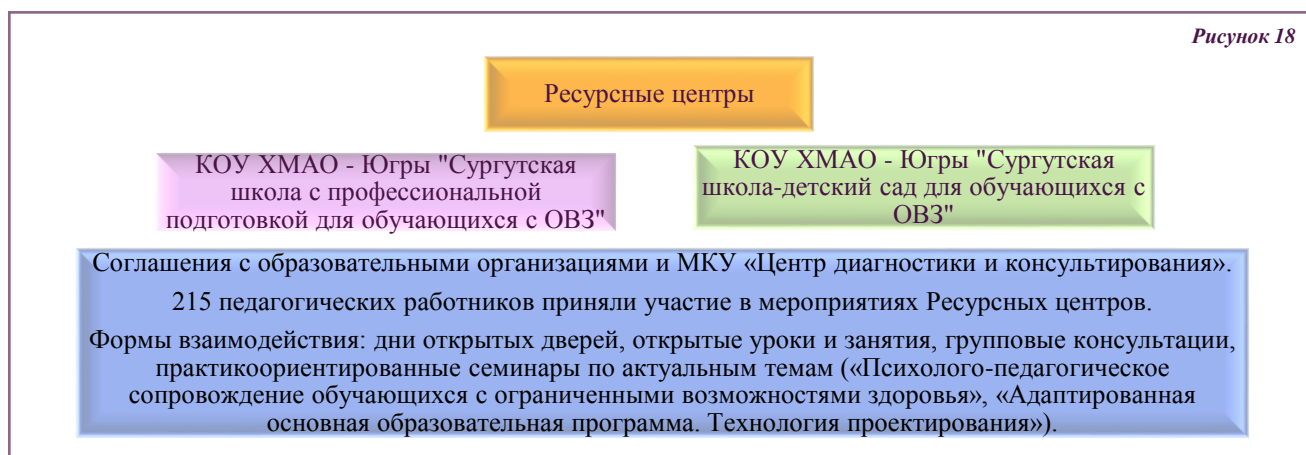 Рисунок 18
Ресурсные центры
КОУ ХМАО - Югры "Сургутская
школа с профессиональной
подготовкой для обучающихся с ОВЗ"
КОУ ХМАО - Югры "Сургутская
школа-детский сад для обучающихся с
ОВЗ"
Соглашения с образовательными организациями и МКУ «Центр диагностики и консультирования».
215 педагогических работников приняли участие в мероприятиях Ресурсных центров.
Формы взаимодействия: дни открытых дверей, открытые уроки и занятия, групповые консультации,
практикоориентированные семинары по актуальным темам («Психолого-педагогическое
сопровождение обучающихся с ограниченными возможностями здоровья», «Адаптированная
основная образовательная программа. Технология проектирования»).